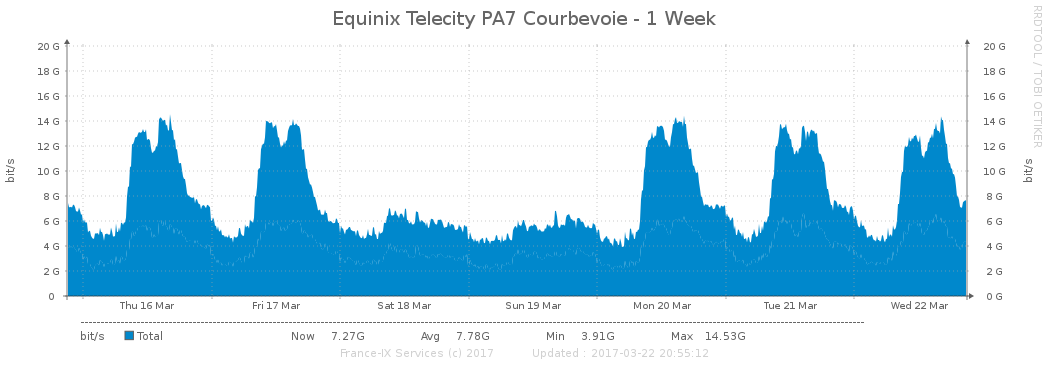 Equinix Telecity PA7 Courbevoie - 1 Week
RRDTOOL / TOBI OETIKER
bit/s
20 G
18 G
16 G
14 G
12 G
10 G
8 G
6 G
4 G
2 G
0
20 G
18 G
16 G
14 G
12 G
10 G
8 G
6 G
4 G
2 G
0 G
bit/s
Thu 16 Mar Fri 17 Mar Sat 18 Mar Sun 19 Mar Mon 20 Mar Tue 21 Mar Wed 22 Mar
bit/s Total Now 7.27G Avg 7.78G Min 3.91G Max 14.53G
France-IX Services (c) 2017 Updated : 2017-03-22 20:55:12